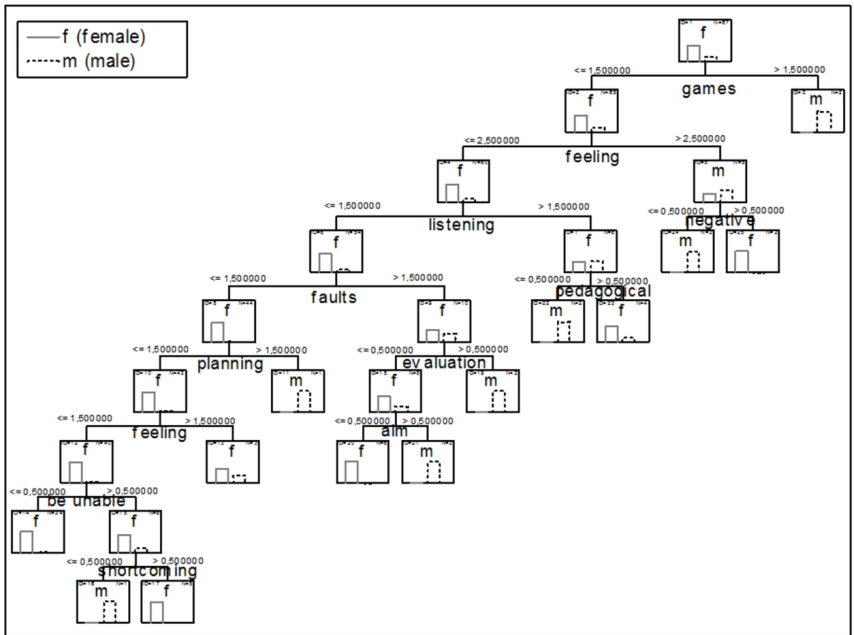 f (female)
m (male)
ID=1 N=67
f
<= 1,500000
> 1,500000
games
f
m
<=2,500000
> 2,500000
feeling
f
m
<= 1,500000
> 1,500000
listening
<= 0,500000
> 0,500000
negative
f
f
m
f
<= 1,500000
> 1,500000
faults
<= 0,500000
> 0,500000
pedagogical
f
f
m
f
<= 1,500000
> 1,500000
planning
<=0,500000
> 0,500000
evaluation
f
m
f
m
<= 1,500000
> 1,500000
feeling
<=0,500000
> 0,500000
aim
f
f
f
m
<= 0,500000
> 0,500000
be unable
f
f
<= 0,500000
> 0,500000
shortcoming
m
f